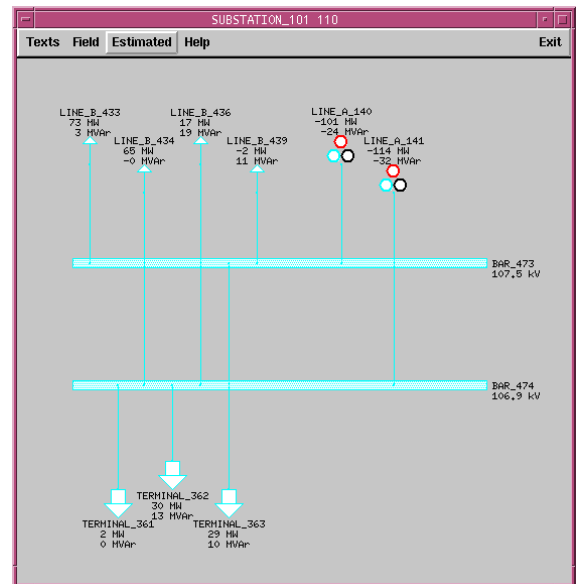 SUBSTATION_101 110
Texts Field Estimated Help Exit
LINE_B_433
73 MW
3 MVAr
LINE_B_434
65 MW
-0 MVAr
LINE_B_436
17 MW
19 MVAr
LINE_B_439
-2 MW
11 MVAr
LINE_A_140
-101 MW
-24 MVAr
LINE_A_141
-114 MW
-32 MVAr
BAR_473
107.5 kV
BAR_474
106.9 kV
TERMINAL_361
2 MW
0 MVAr
TERMINAL_362
30 MW
13 MVAr
TERMINAL_363
29 MW
10 MVAr